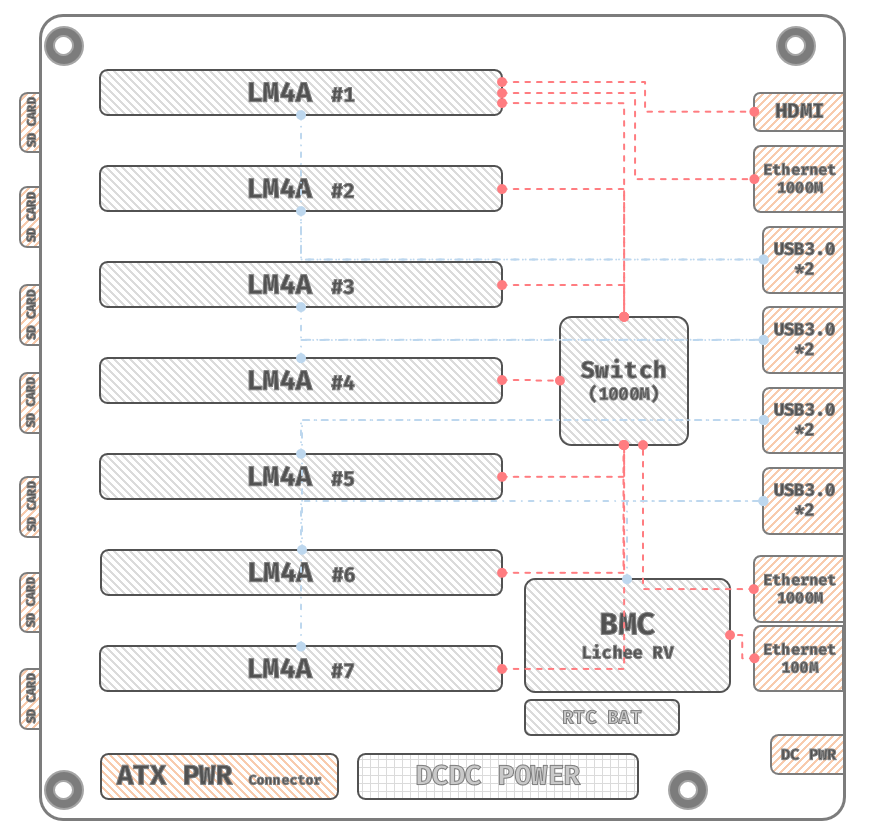 LM4A #1
LM4A #2
LM4A #3
LM4A #4
LM4A #5
LM4A #6
LM4A #7
SD CARD
SD CARD
SD CARD
SD CARD
SD CARD
SD CARD
SD CARD
Switch
(1000M)
BMC
Lichee RV
RTC BAT
ATX PWR Connector
DCDC POWER
HDMI
Ethernet
1000M
USB3.0
*2
USB3.0
*2
USB3.0
*2
USB3.0
*2
Ethernet
1000M
Ethernet
100M
DC PWR